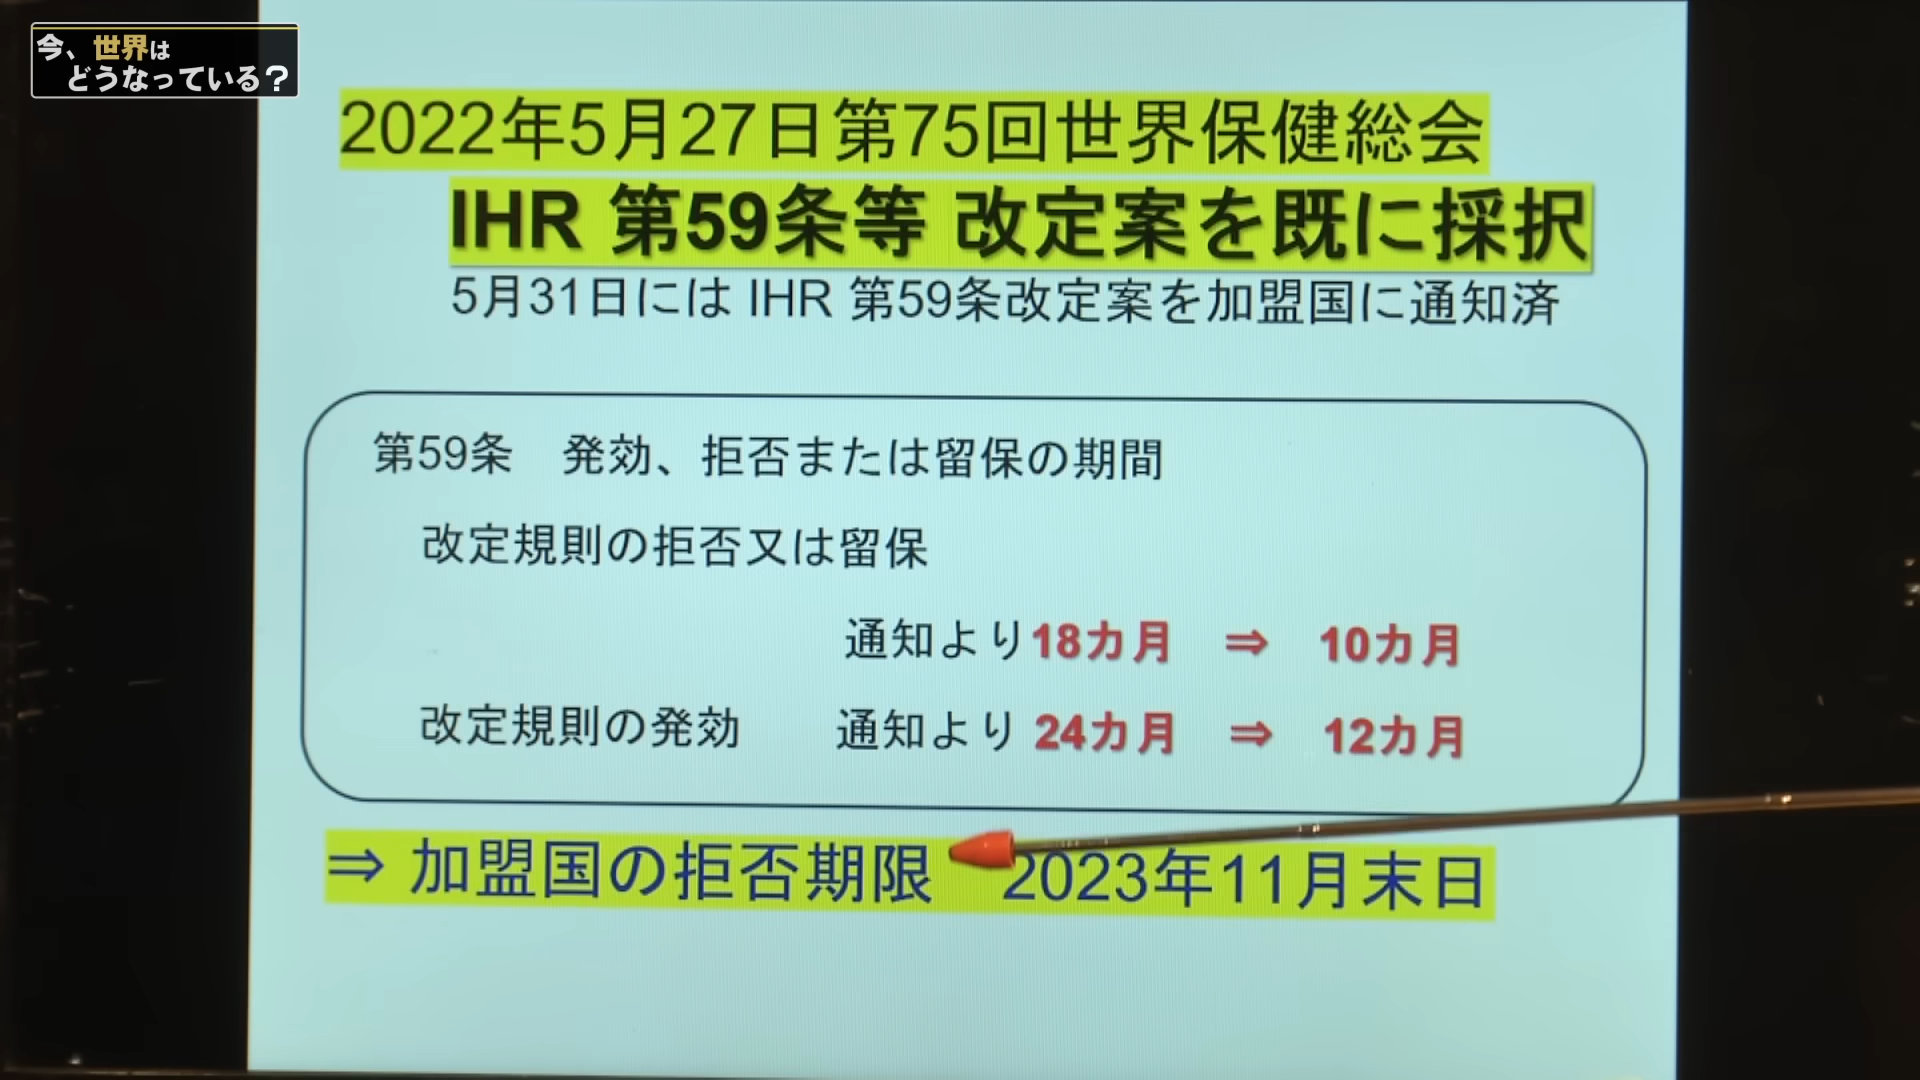 今、世界は
どうなっている？
2022年5月27日第75回世界保健総会
IHR 第59条等 改定案を既に採択
5月31日には IHR 第59条改定案を加盟国に通知済
第59条　発効、拒否または留保の期間
改定規則の拒否又は留保
通知より18カ月　⇒　10カ月
改定規則の発効　通知より 24カ月　⇒　12カ月
⇒ 加盟国の拒否期限　2023年11月末日